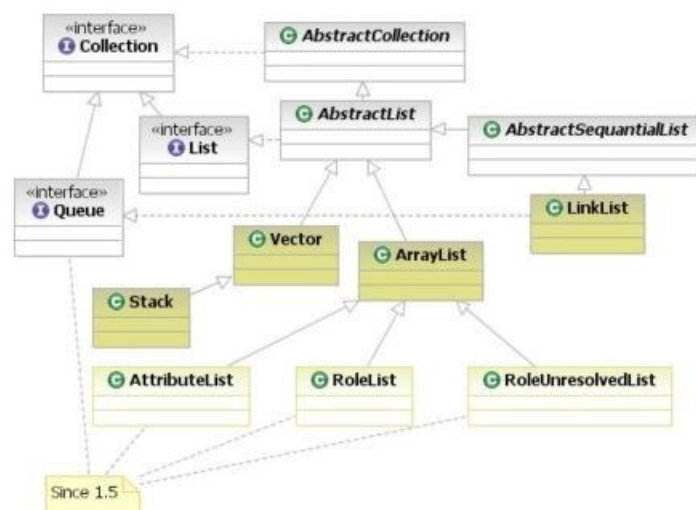 «interface»
Collection
AbstractCollection
«interface»
List
AbstractList
AbstractSequantialList
«interface»
Queue
LinkList
Vector
ArrayList
Stack
AttributeList
RoleList
RoleUnresolvedList
Since 1.5